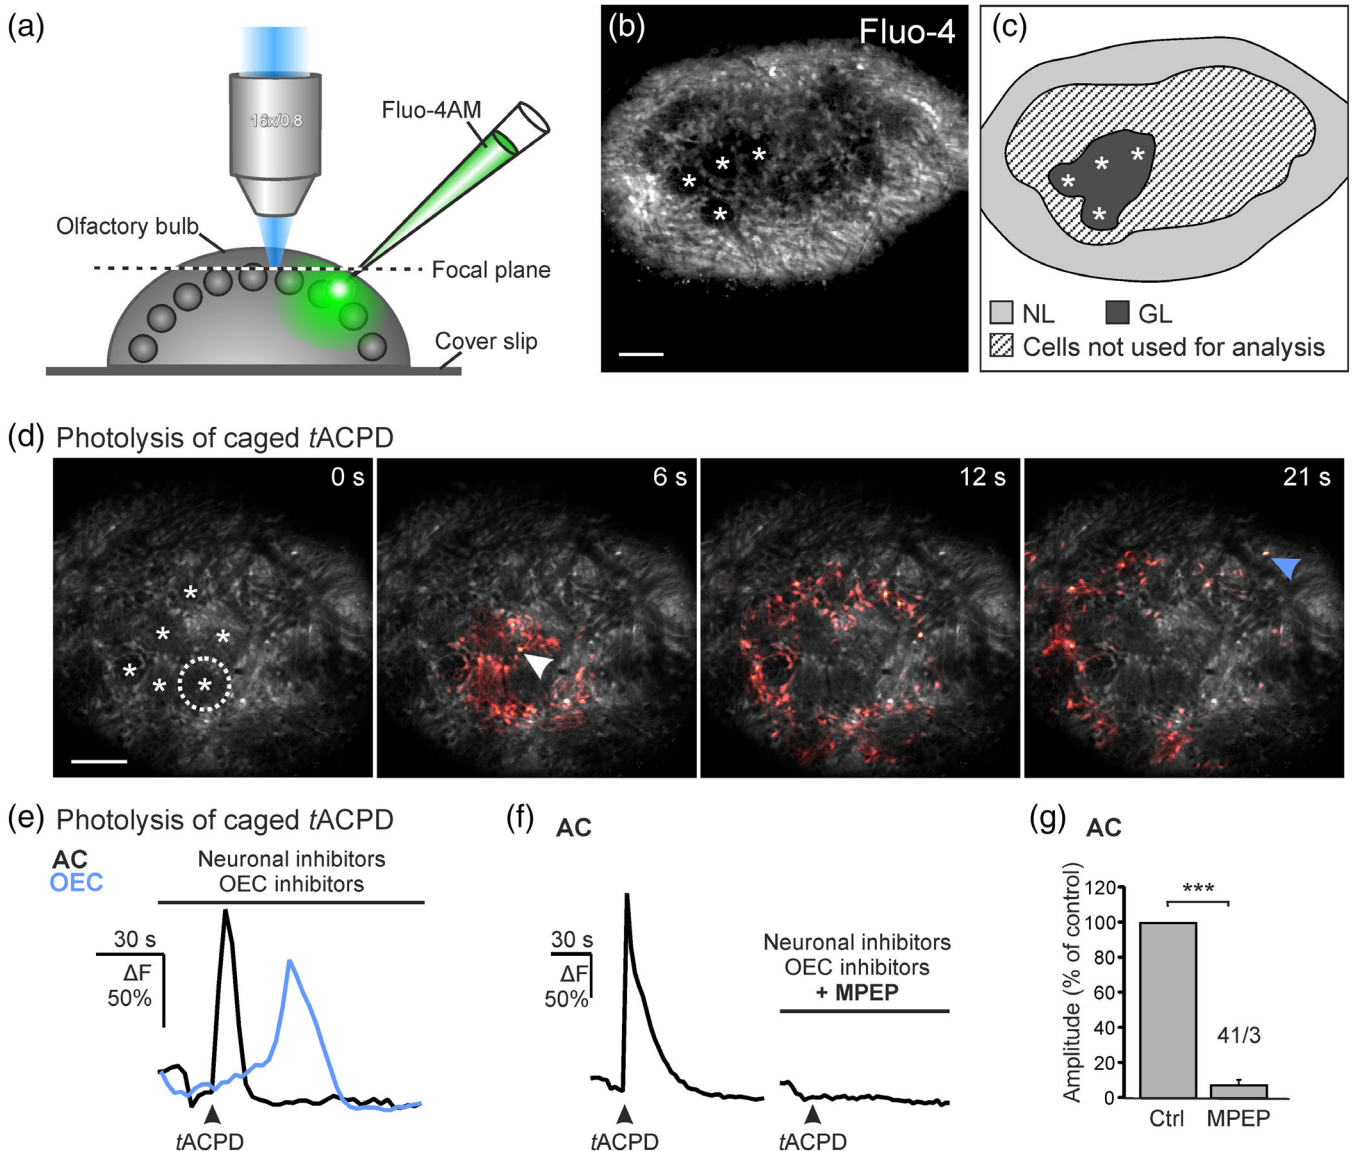 (a)
16x/0.8
Fluo-4AM
Olfactory bulb
Focal plane
Cover slip
(b)
Fluo-4
*
*
*
*
(c)
*
*
*
*
NL
GL
Cells not used for analysis
(d) Photolysis of caged tACPD
0 s
*
*
*
*
*
*
6 s
12 s
21 s
(e) Photolysis of caged tACPD
AC
OEC
Neuronal inhibitors
OEC inhibitors
30 s
ΔF
50%
tACPD
(f) AC
30 s
ΔF
50%
Neuronal inhibitors
OEC inhibitors
+ MPEP
tACPD
tACPD
(g) AC
Amplitude (% of control)
120
100
80
60
40
20
0
***
41/3
Ctrl
MPEP